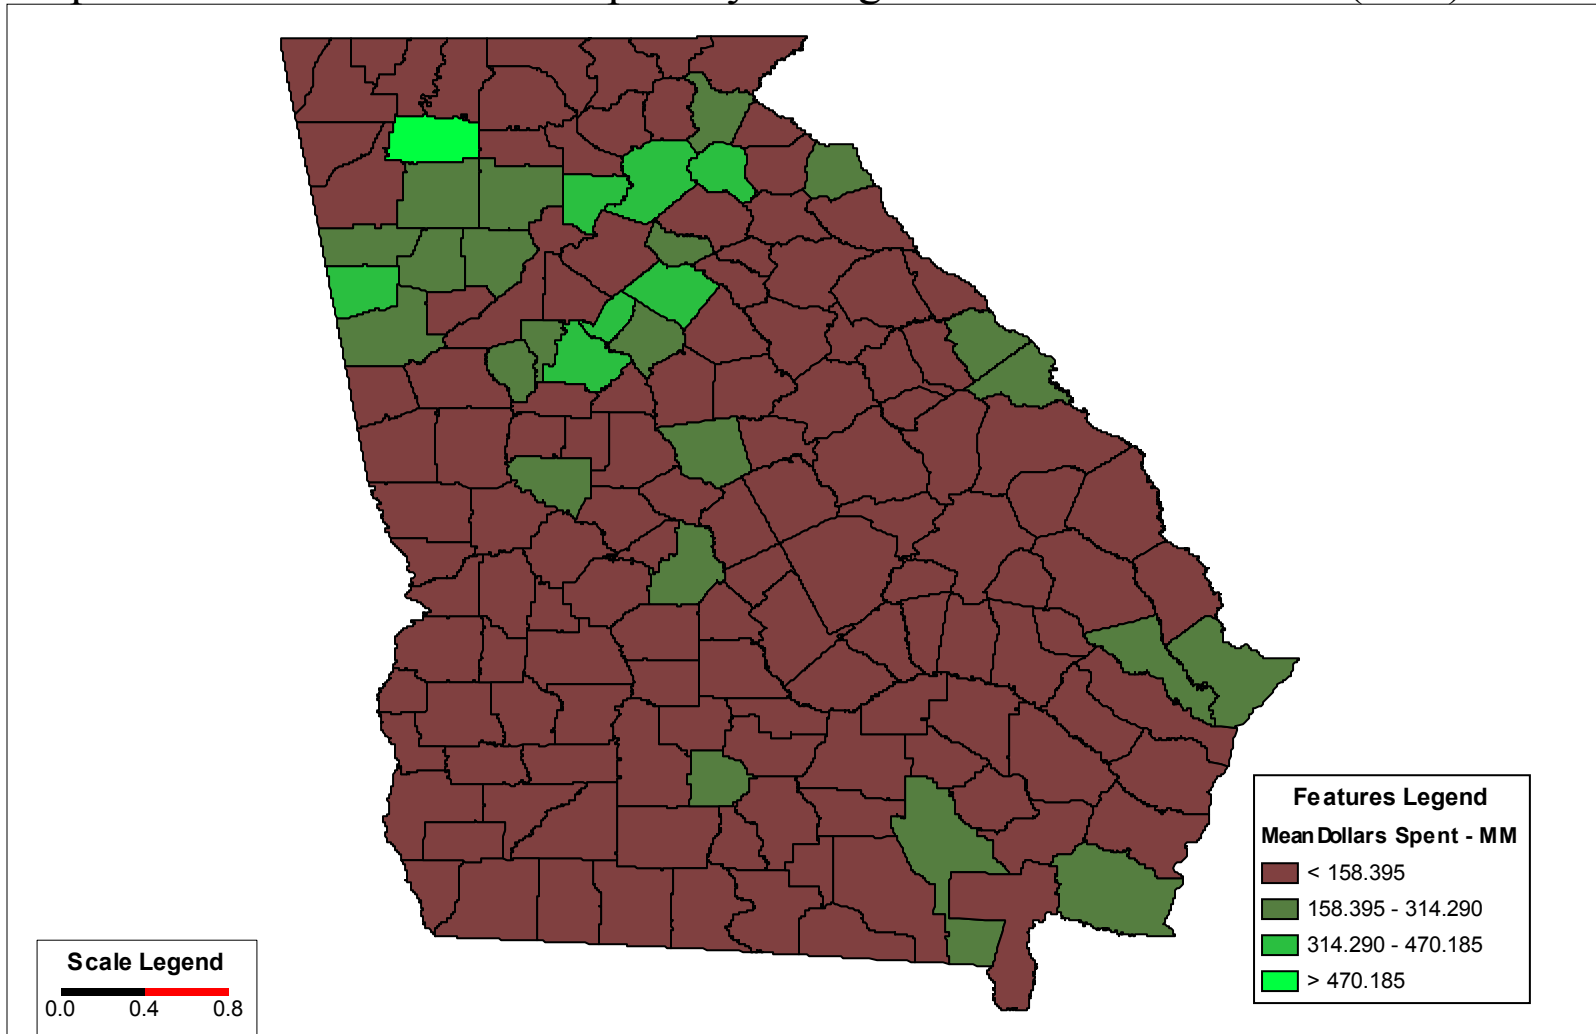 Features Legend
Mean Dollars Spent - MM
< 158.395
158.395 - 314.290
314.290 - 470.185
> 470.185
Scale Legend
0.0 0.4 0.8